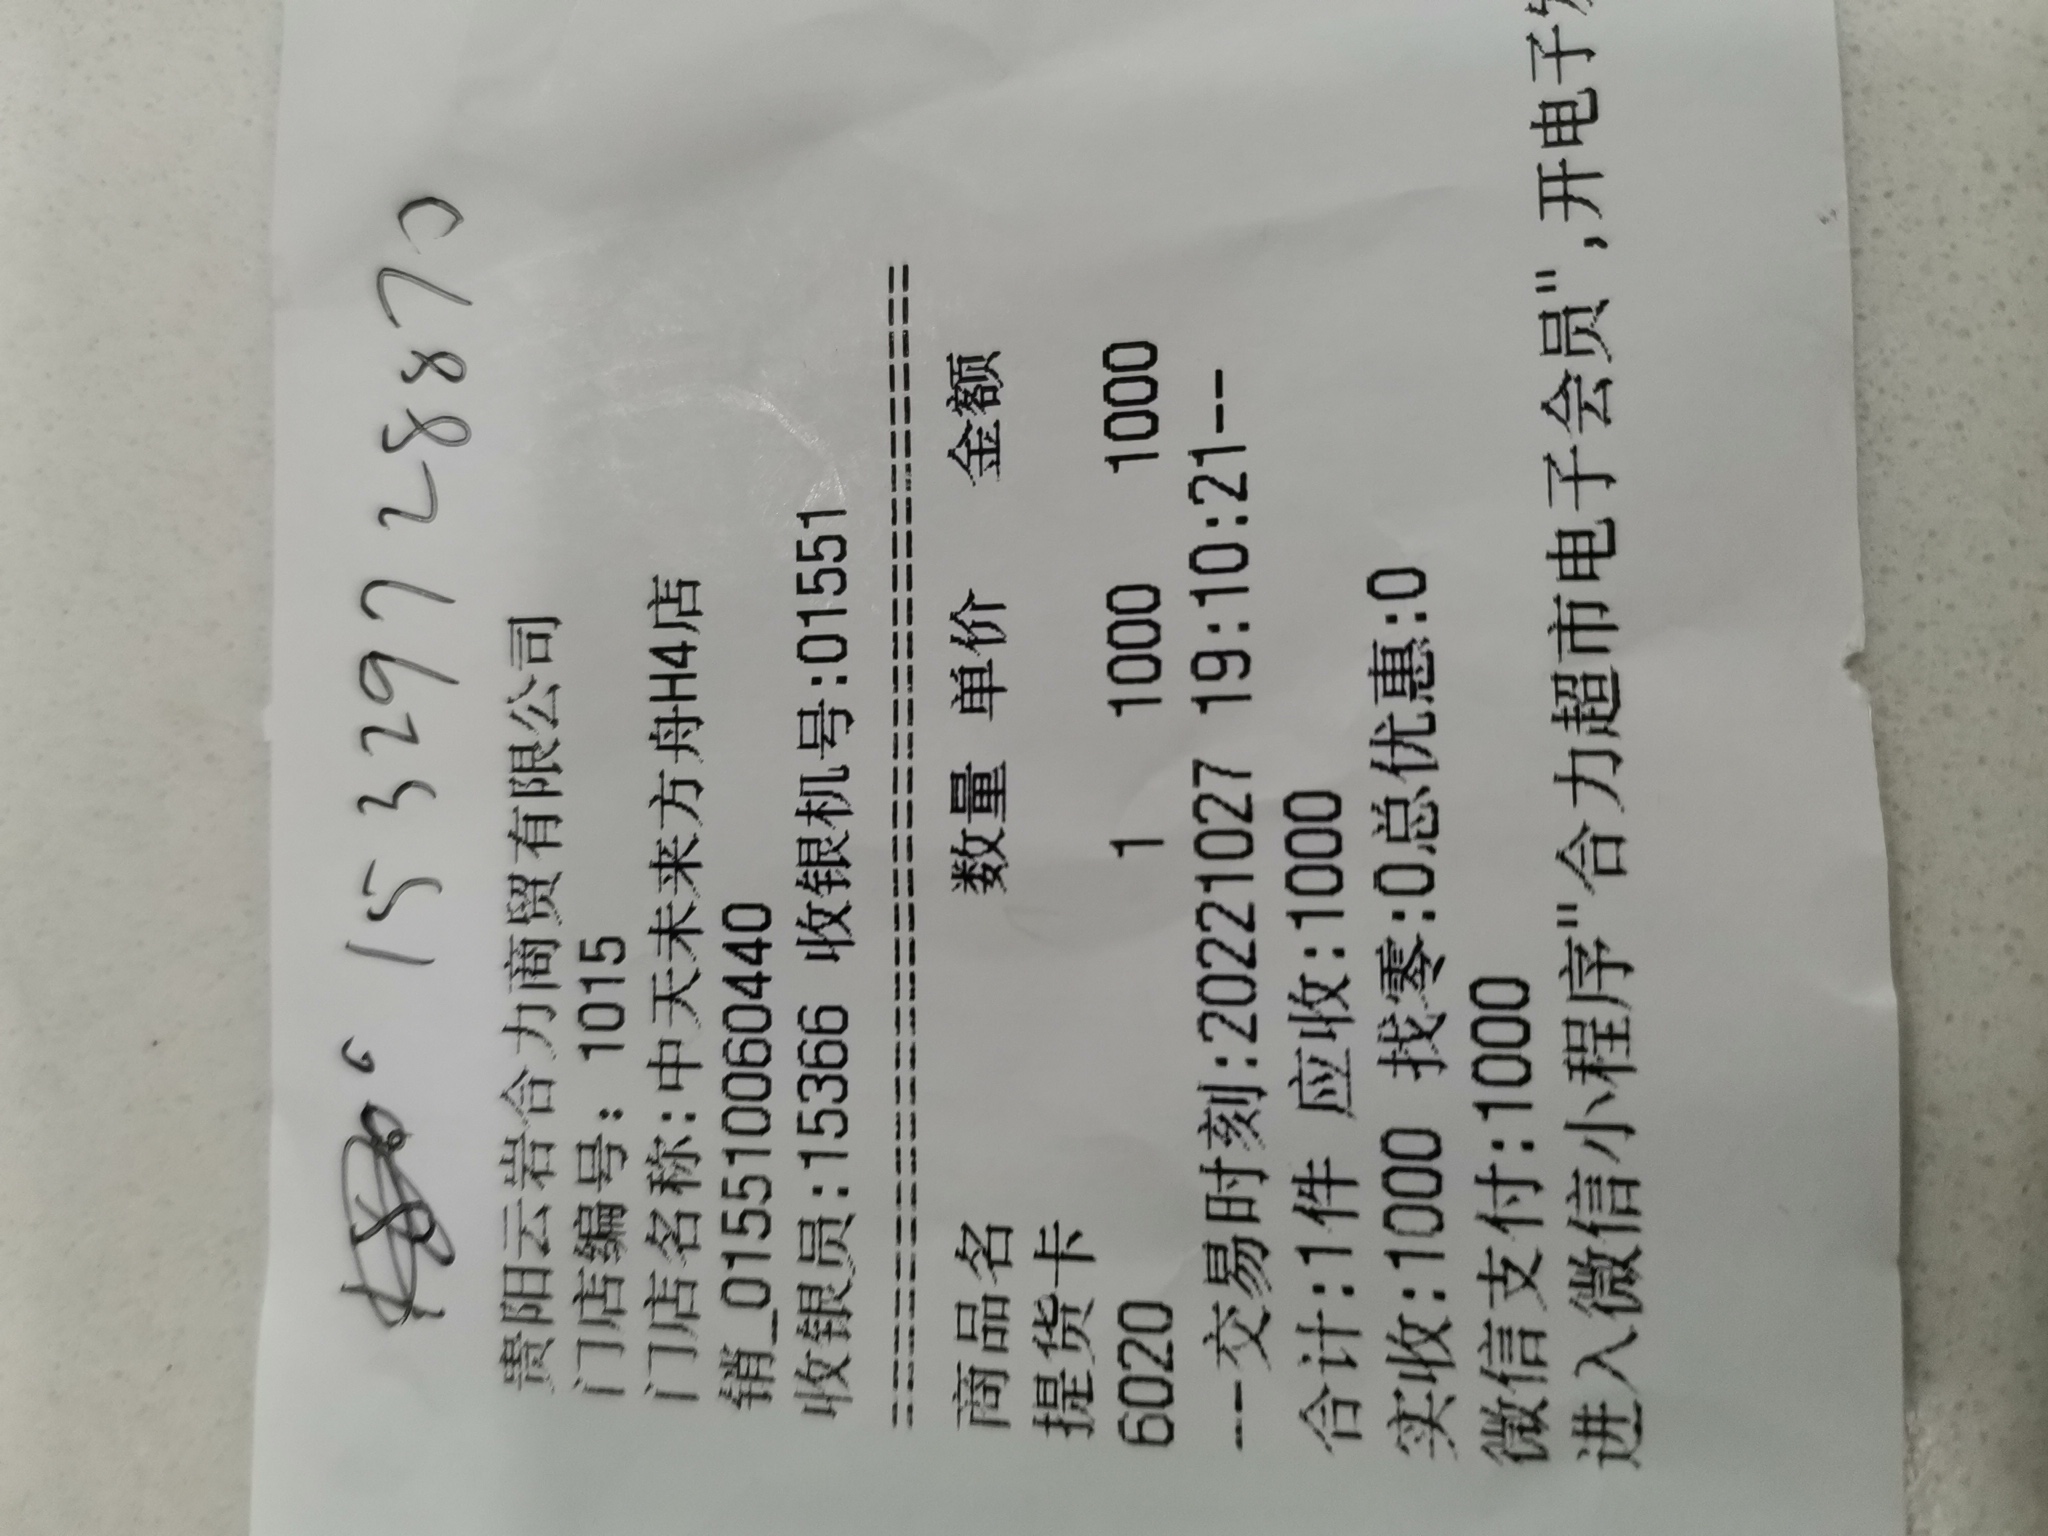 15329728870
贵阳云岩合力商贸有限公司
门店编号: 1015
门店名称:中天未来方舟H4店
销_015510060440
收银员:15366 收银机号:01551
================================================
商品名 数量 单价 金额
提货卡
6020 1 1000 1000
--交易时刻:20221027 19:10:21--
合计:1件 应收:1000
实收:1000 找零:0总优惠:0
微信支付:1000
进入微信小程序"合力超市电子会员",开电子